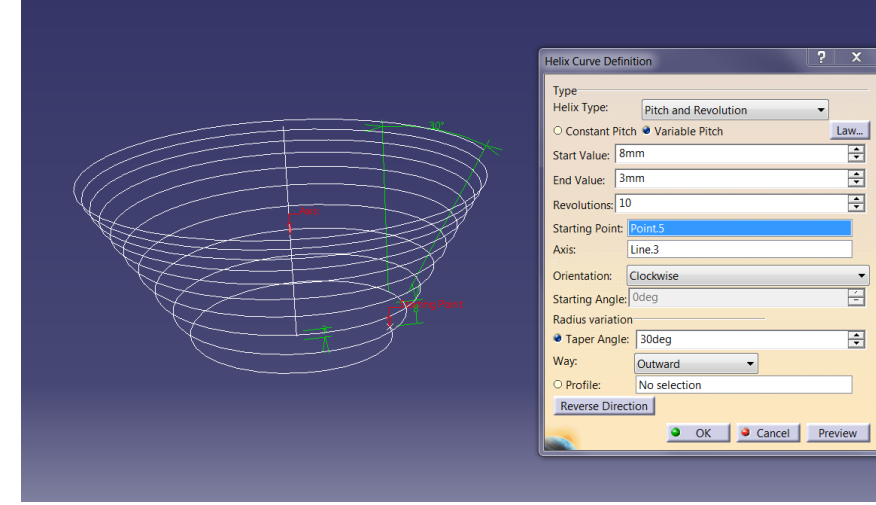 Helix Curve Definition
? X
Type
Helix Type: Pitch and Revolution
Constant Pitch Variable Pitch Law...
Start Value: 8mm
End Value: 3mm
Revolutions: 10
Starting Point: Point.5
Axis: Line.3
Orientation: Clockwise
Starting Angle: 0deg
Radius variation
Taper Angle: 30deg
Way: Outward
Profile: No selection
Reverse Direction
OK Cancel Preview
30°
Starting Point